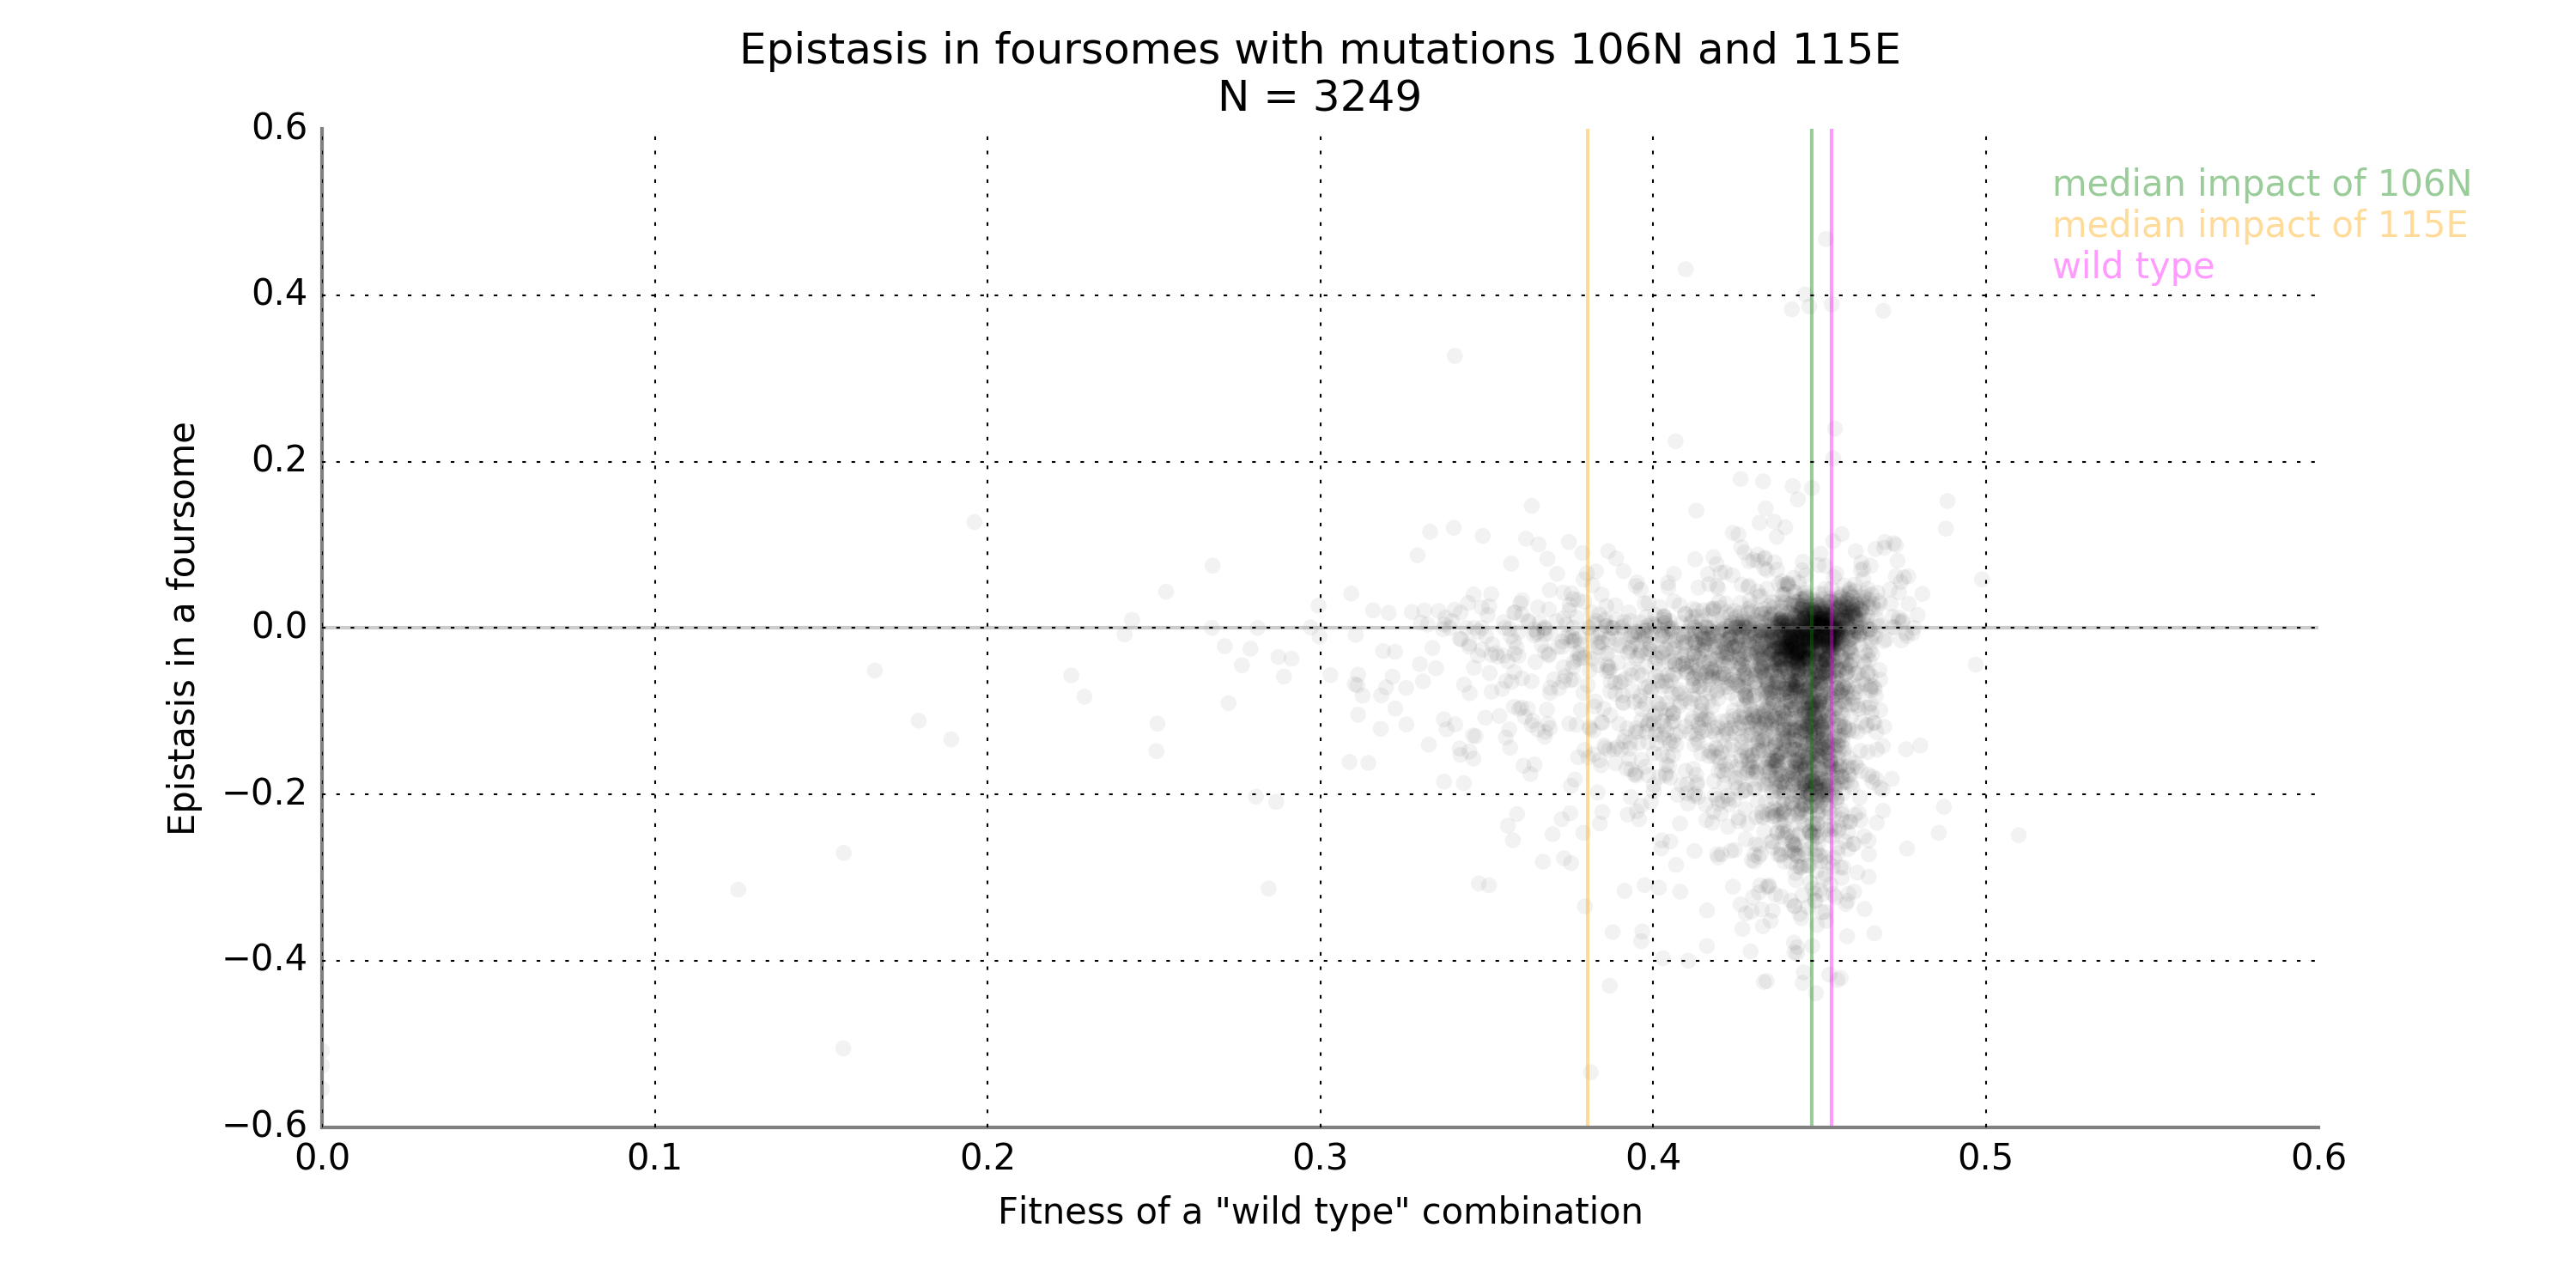 Epistasis in foursomes with mutations 106N and 115E
N = 3249
median impact of 106N
median impact of 115E
wild type
Epistasis in a foursome
0.6
0.4
0.2
0.0
−0.2
−0.4
−0.6
0.0 0.1 0.2 0.3 0.4 0.5 0.6
Fitness of a "wild type" combination